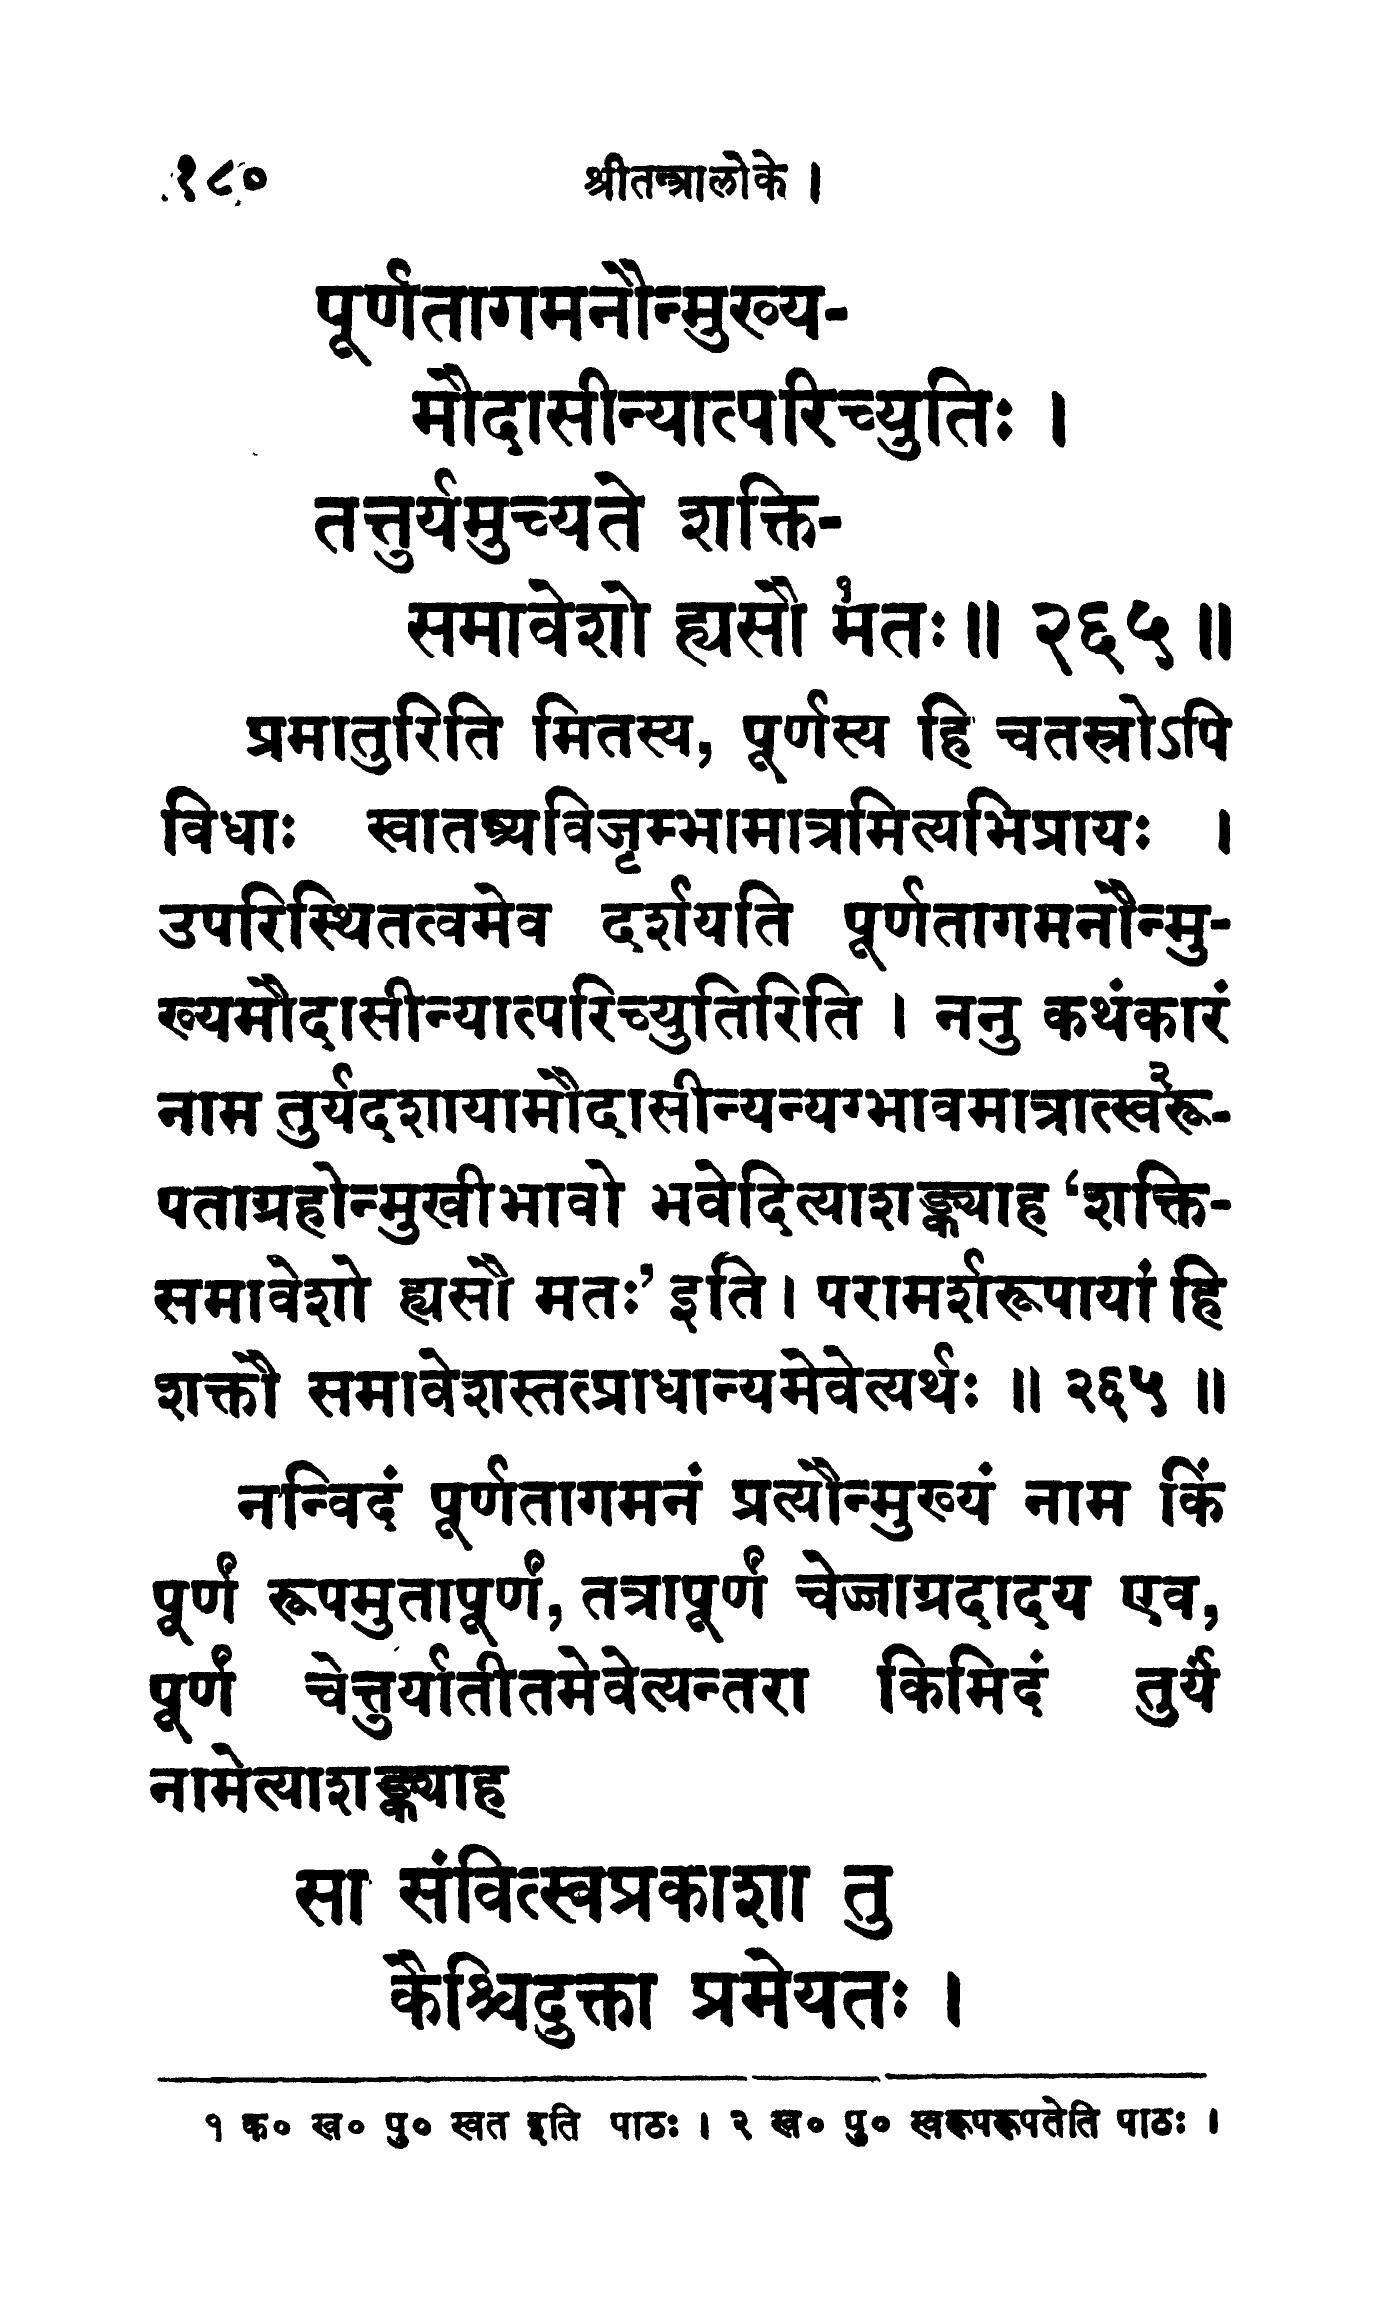 १८० श्रीतन्त्रालोके ।
पूर्णतागमनौन्मुख्य-
मौदासीन्यात्परिच्युतिः ।
तत्तुर्यमुच्यते शक्ति-
समावेशो ह्यसौ १मतः ॥ २६५ ॥
प्रमातुरिति मितस्य, पूर्णस्य हि चतस्रोऽपि
विधाः स्वातन्त्र्यविजृम्भामात्रमित्यभिप्रायः ।
उपरिस्थितत्वमेव दर्शयति पूर्णतागमनौन्मु-
ख्यमौदासीन्यात्परिच्युतिरिति । ननु कथंकारं
नाम तुर्यदशायामौदासीन्यन्यग्भावमात्रात्स्व२रू-
पताग्रहोन्मुखीभावो भवेदित्याशङ्क्याह ‘शक्ति-
समावेशो ह्यसौ मतः’ इति । परामर्शरूपायां हि
शक्तौ समावेशस्तत्प्राधान्यमेवेत्यर्थः ॥ २६५ ॥
नन्विदं पूर्णतागमनं प्रत्यौन्मुख्यं नाम किं
पूर्णं रूपमुतापूर्णं, तत्रापूर्णं चेज्जाग्रदादय एव,
पूर्णं चेत्तुर्यातीतमेवेत्यन्तरा किमिदं तुर्यं
नामेत्याशङ्क्याह
सा संवित्स्वप्रकाशा तु
कैश्चिदुक्ता प्रमेयतः ।
१ क० ख० पु० स्वत इति पाठः । २ ख० पु० स्वरूपरूपतेति पाठः ।